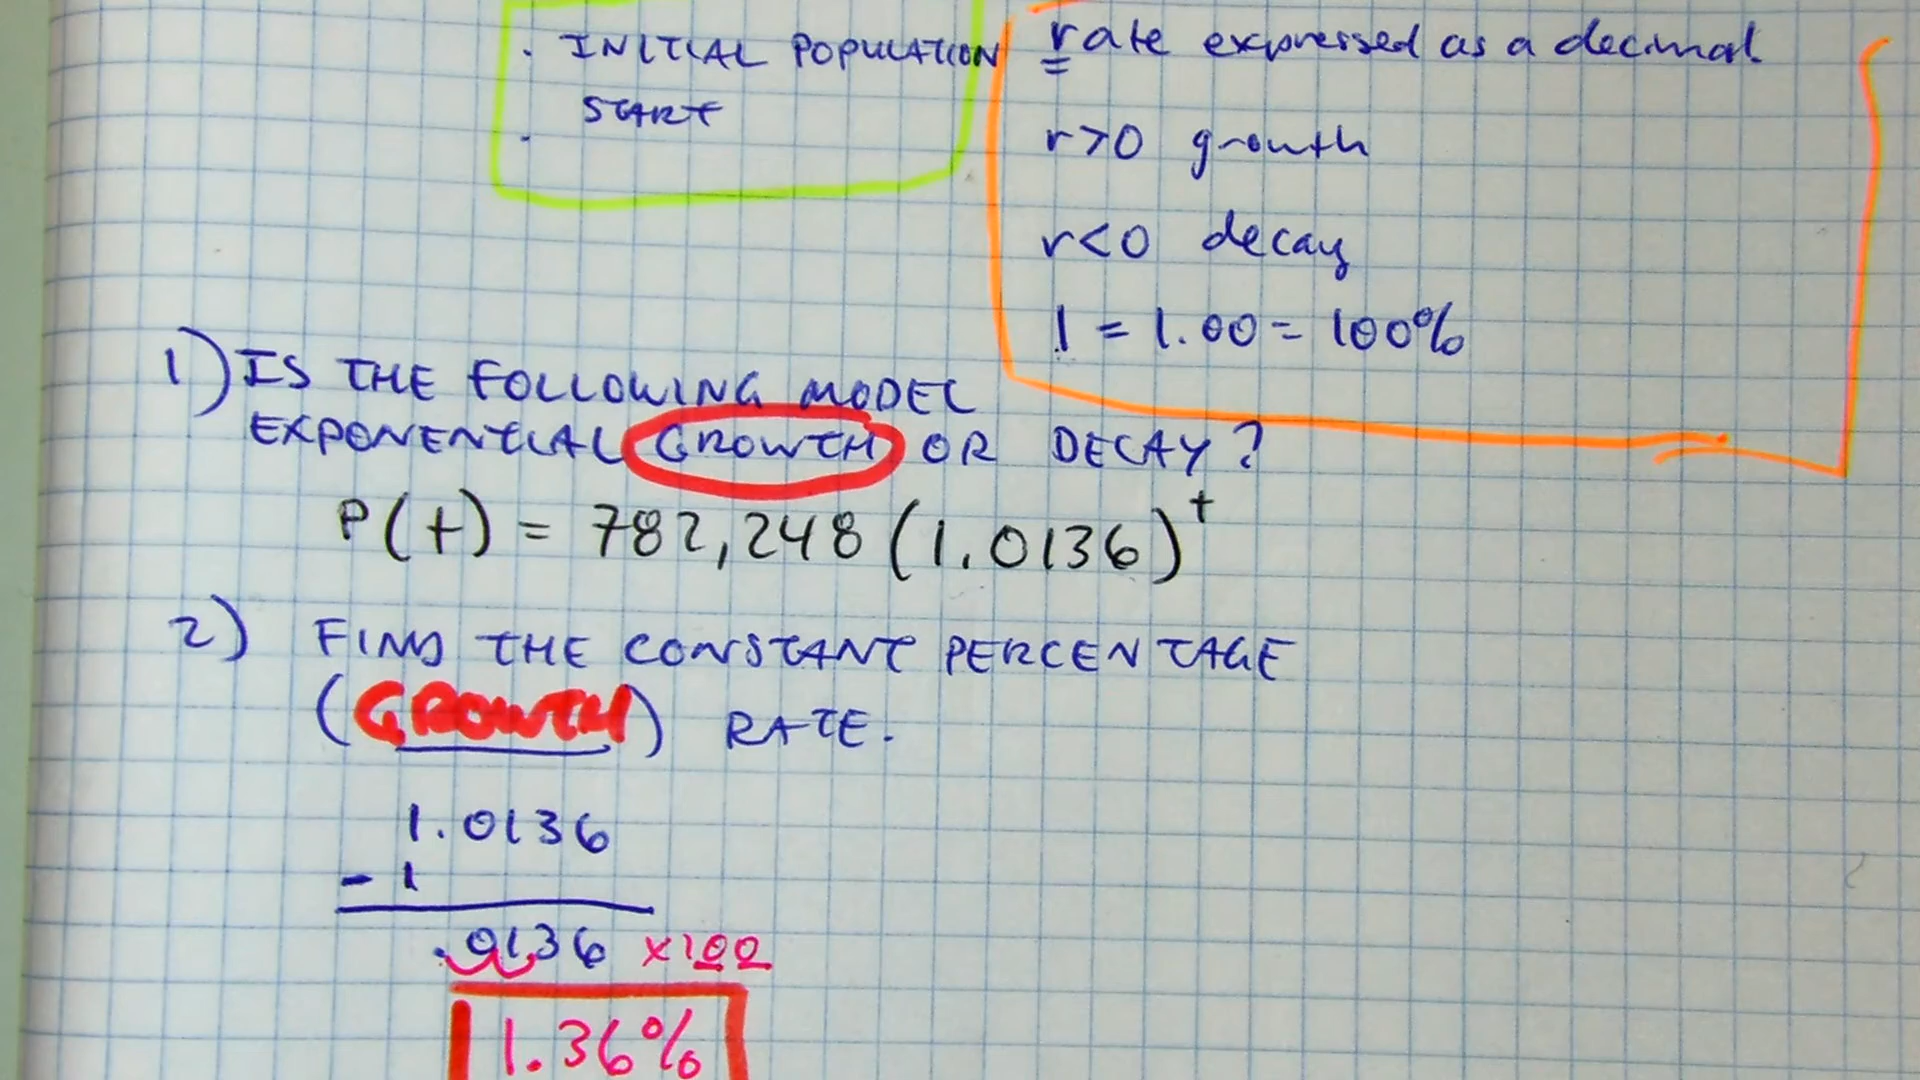 . INITIAL POPULATION
START
.
rate expressed as a decimal
r>0 growth
r<0 decay
1 = 1.00 = 100%
1) IS THE FOLLOWING MODEL
EXPONENTIAL GROWTH OR DECAY?
P(t) = 782,248 (1.0136)^t
2) FIND THE CONSTANT PERCENTAGE
(GROWTH) RATE.
1.0136
- 1
.0136 x100
1.36%